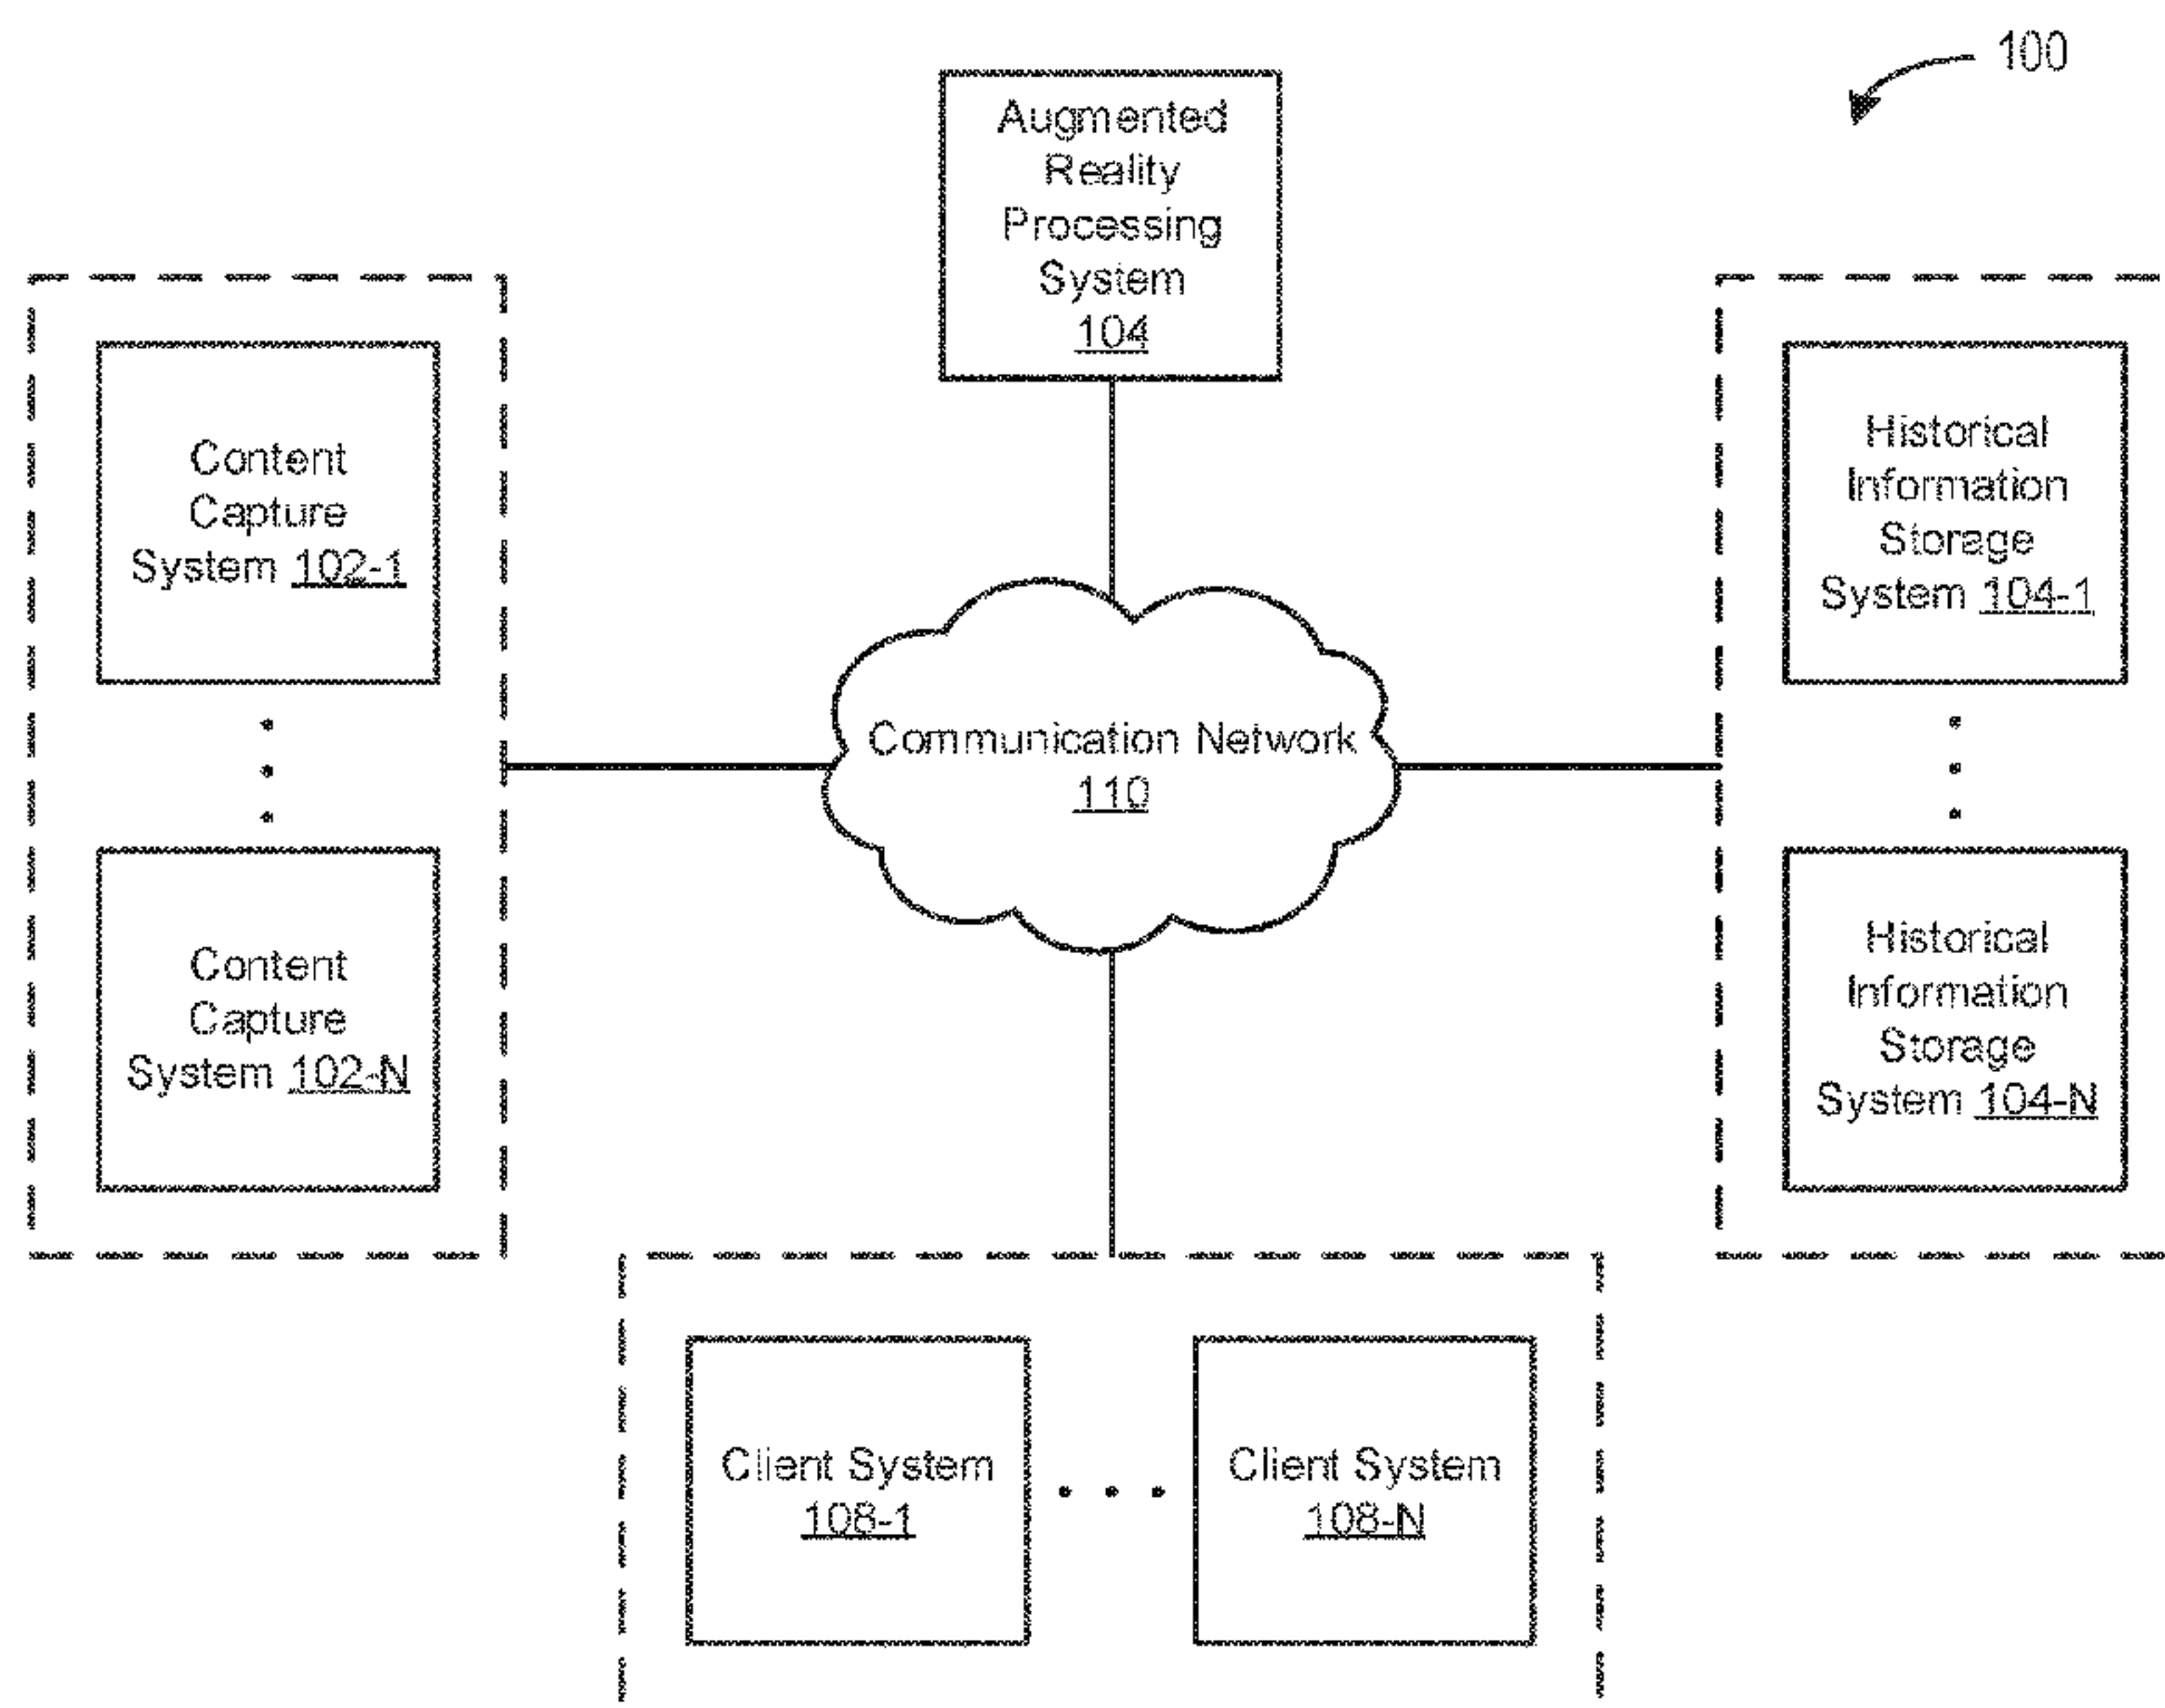 100
Augmented
Reality
Processing
System
104
Content
Capture
System 102-1
Historical
Information
Storage
System 104-1
Communication Network
110
Content
Capture
System 102-N
Historical
Information
Storage
System 104-N
Client System
108-1
Client System
108-N